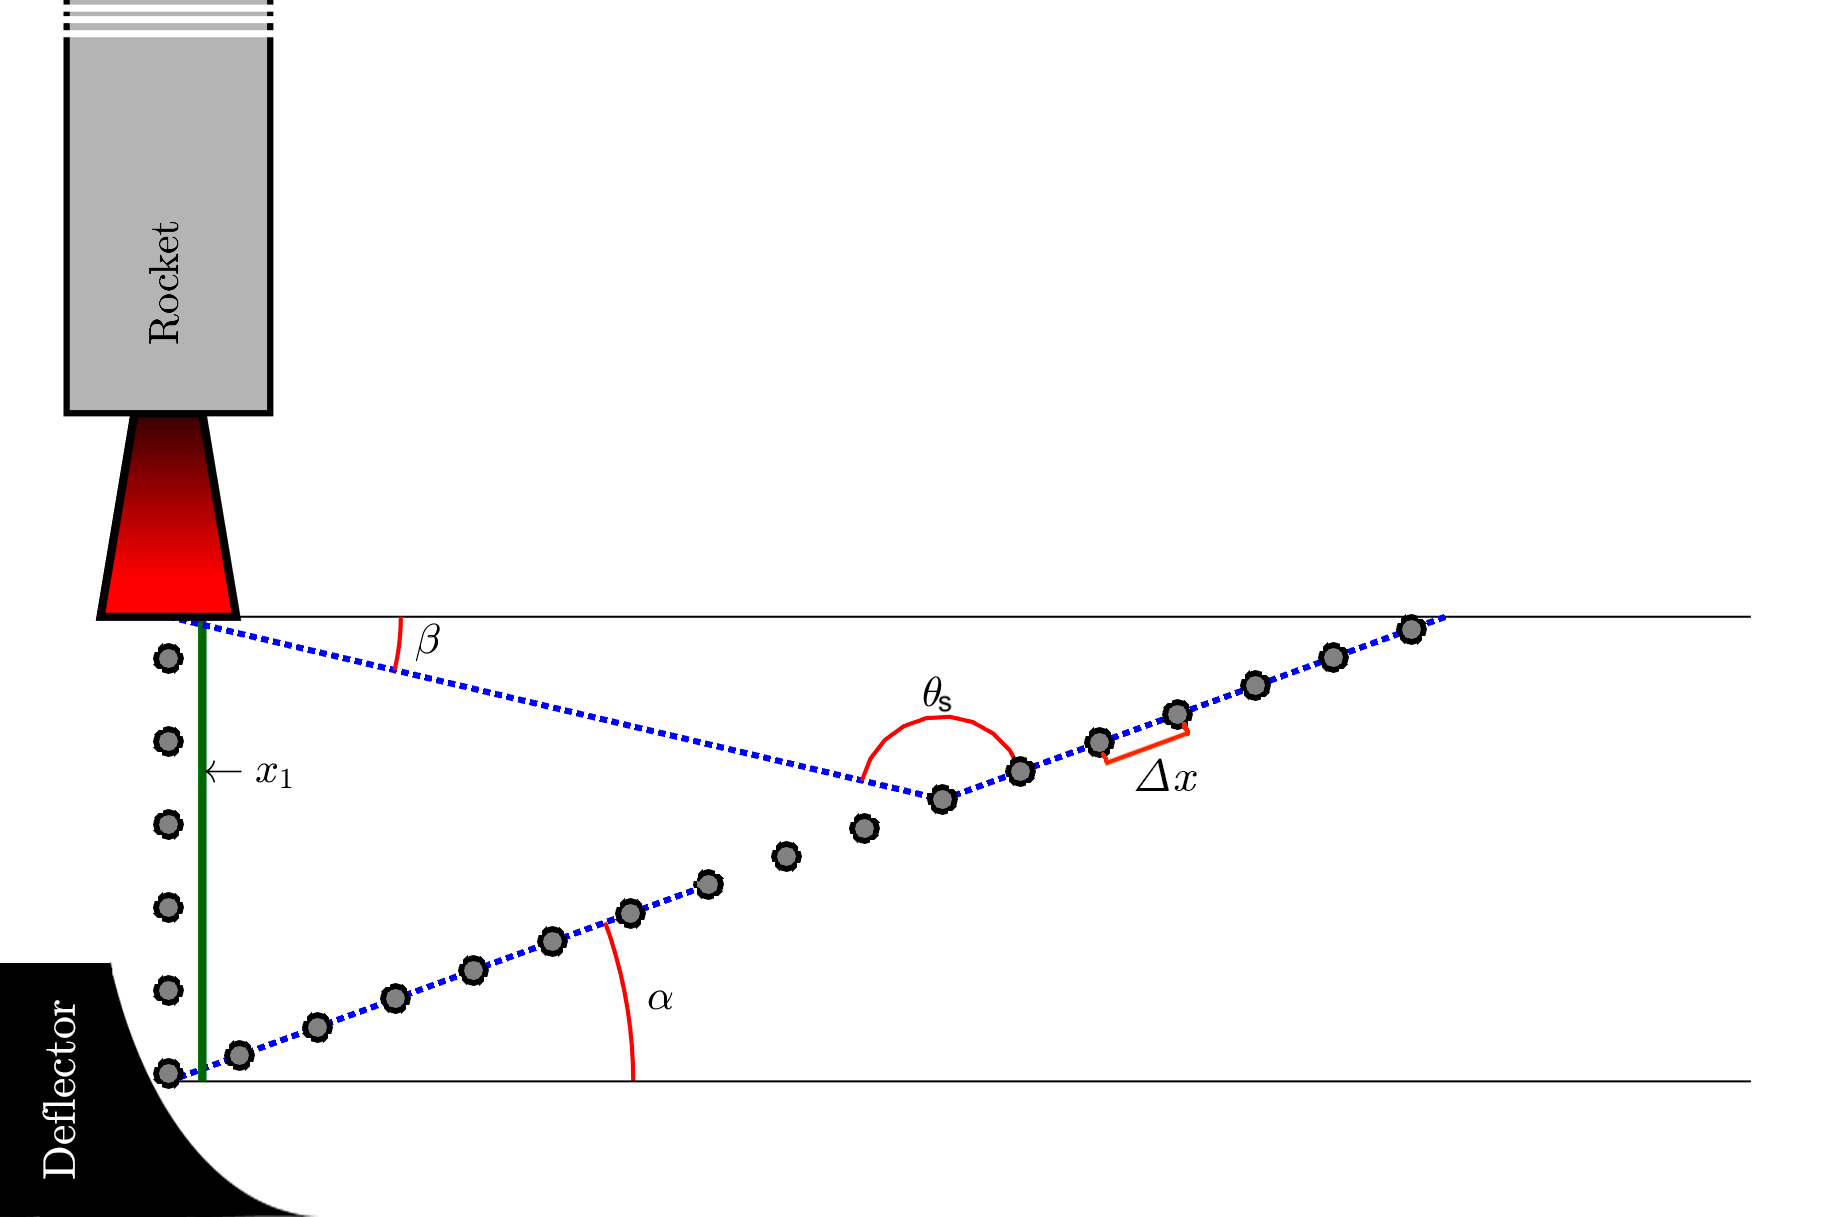 Rocket
β
θs
x₁
Δx
α
Deflector